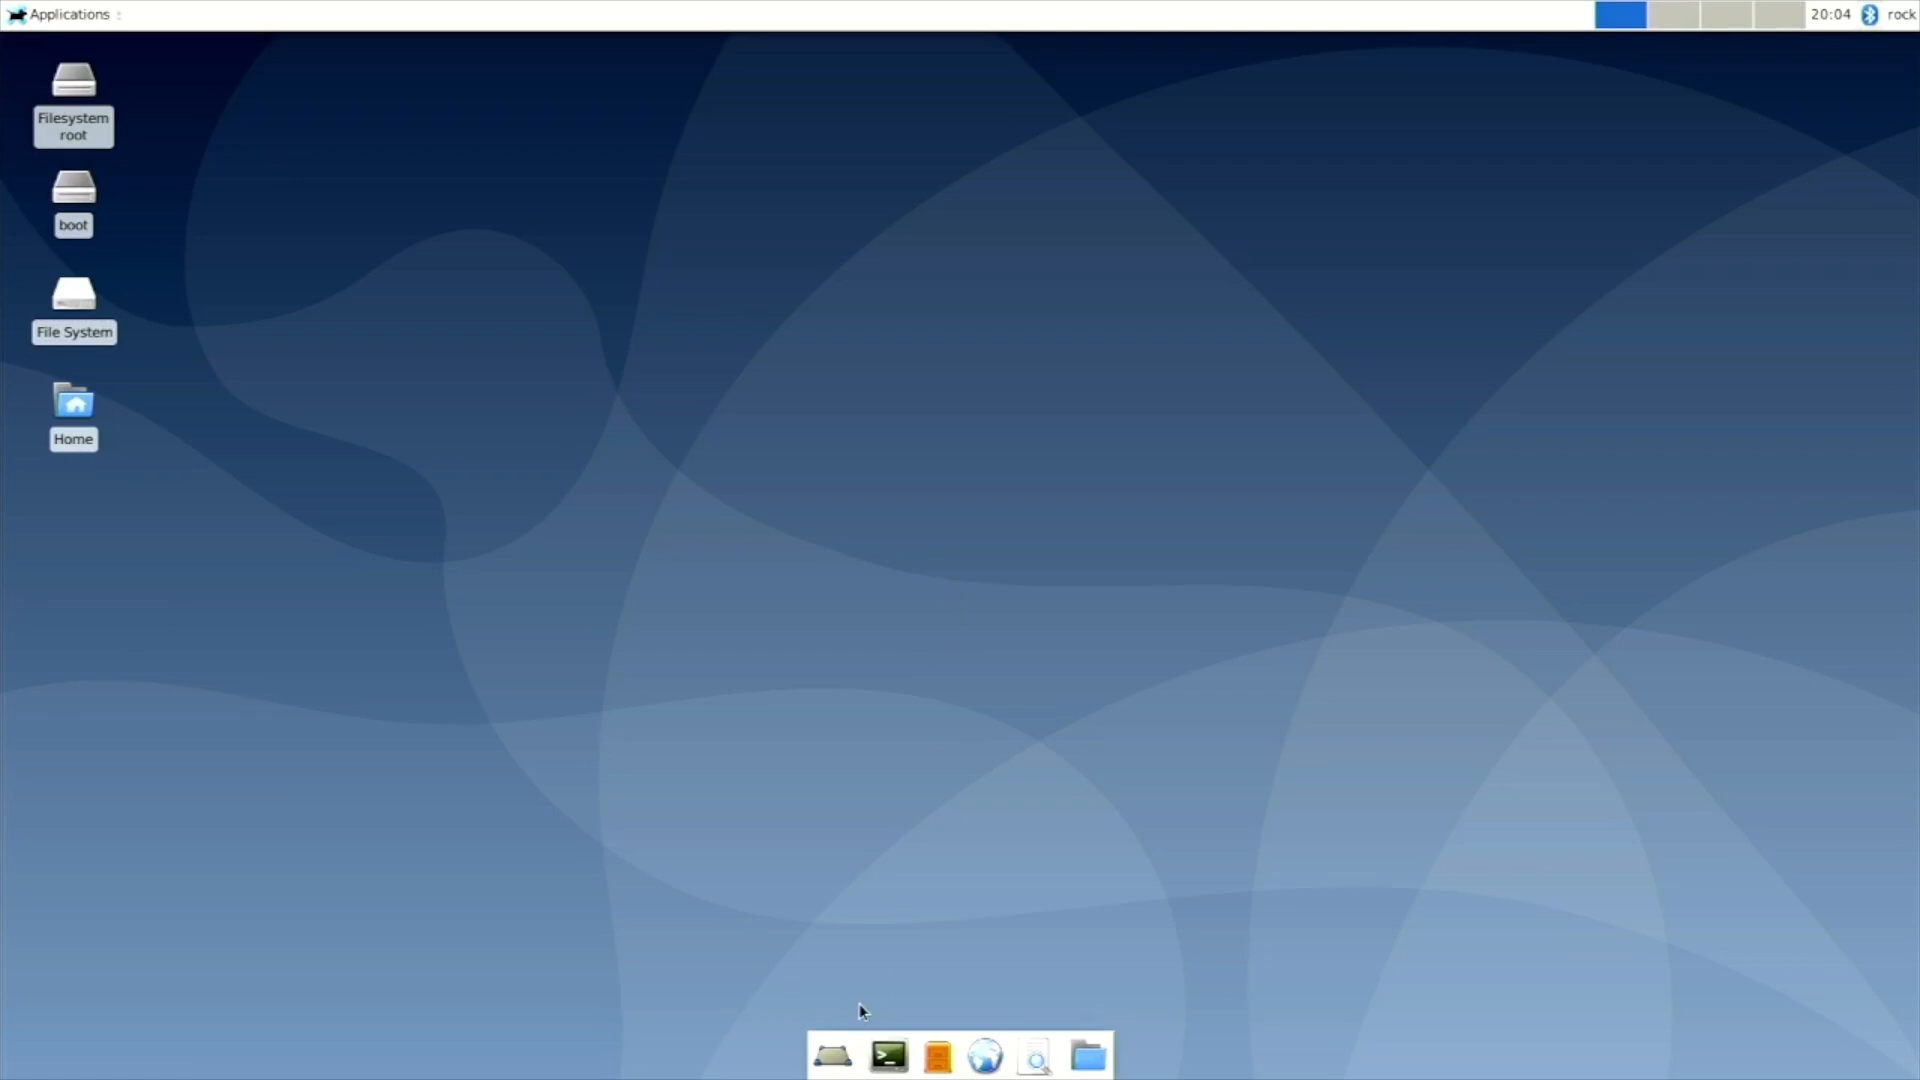 Applications
20:04
rock
Filesystem
root
boot
File System
Home